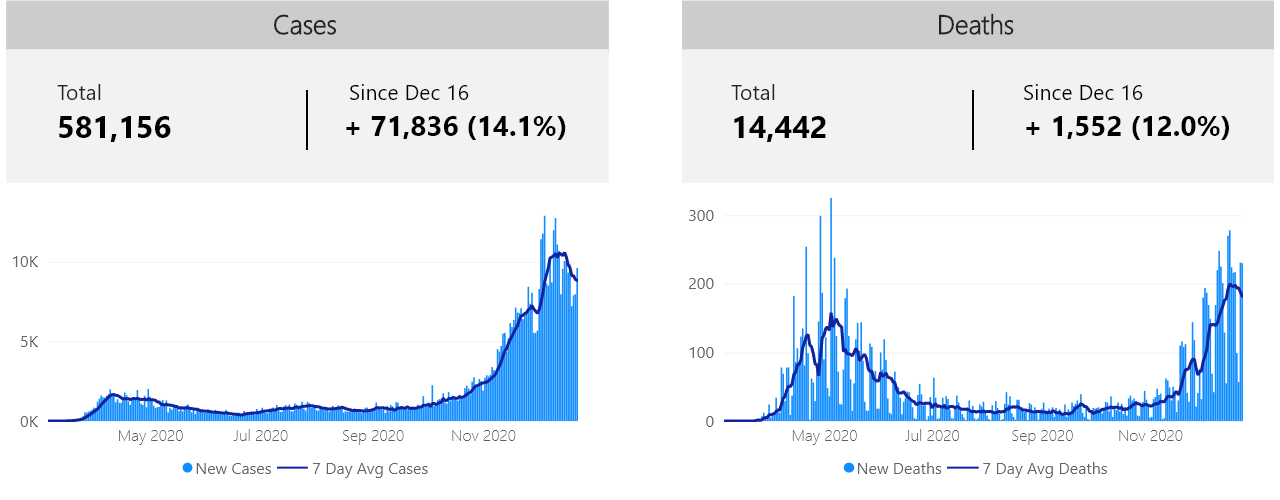 Cases
Total
581,156
Since Dec 16
+ 71,836 (14.1%)
10K
5K
0K
May 2020
Jul 2020
Sep 2020
Nov 2020
New Cases
7 Day Avg Cases
Deaths
Total
14,442
Since Dec 16
+ 1,552 (12.0%)
300
200
100
0
May 2020
Jul 2020
Sep 2020
Nov 2020
New Deaths
7 Day Avg Deaths